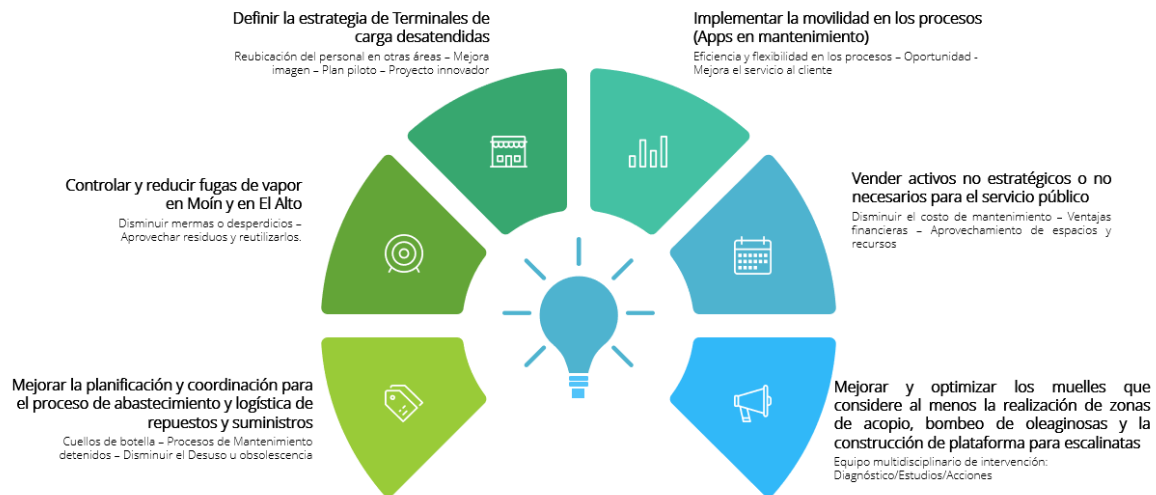 Definir la estrategia de Terminales de
carga desatendidas
Reubicación del personal en otras áreas – Mejora
imagen – Plan piloto – Proyecto innovador
Implementar la movilidad en los procesos
(Apps en mantenimiento)
Eficiencia y flexibilidad en los procesos – Oportunidad -
Mejora el servicio al cliente
Controlar y reducir fugas de vapor
en Moín y en El Alto
Disminuir mermas o desperdicios –
Aprovechar residuos y reutilizarlos.
Vender activos no estratégicos o no
necesarios para el servicio público
Disminuir el costo de mantenimiento – Ventajas
financieras – Aprovechamiento de espacios y
recursos
Mejorar la planificación y coordinación para
el proceso de abastecimiento y logística de
repuestos y suministros
Cuellos de botella – Procesos de Mantenimiento
detenidos – Disminuir el Desuso u obsolescencia
Mejorar y optimizar los muelles que
considere al menos la realización de zonas
de acopio, bombeo de oleaginosas y la
construcción de plataforma para escalinatas
Equipo multidisciplinario de intervención:
Diagnóstico/Estudios/Acciones